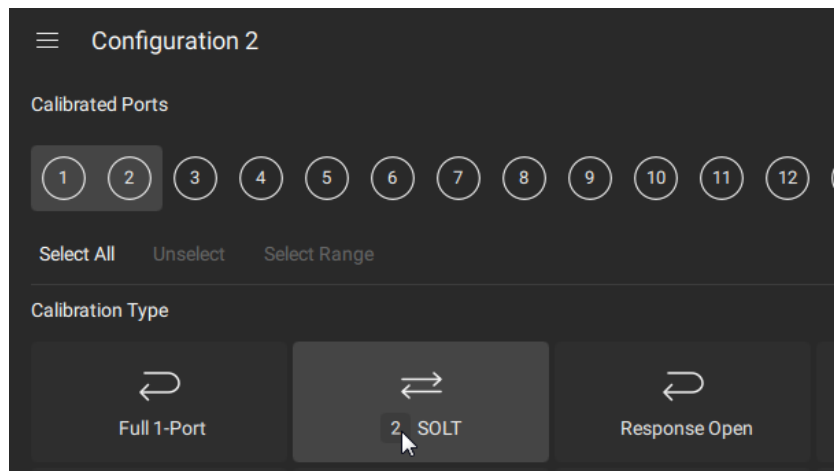 Configuration 2
Calibrated Ports
1 2 3 4 5 6 7 8 9 10 11 12
Select All Unselect Select Range
Calibration Type
Full 1-Port 2 SOLT Response Open